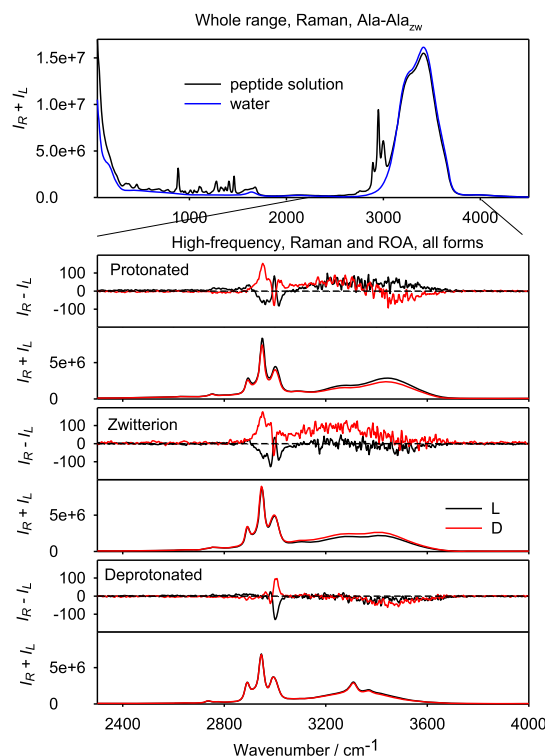 Whole range, Raman, Ala-Ala_zw
I_R + I_L
1.5e+7
1.0e+7
5.0e+6
0.0
peptide solution
water
1000
2000
3000
4000
High-frequency, Raman and ROA, all forms
Protonated
I_R - I_L
100
0
-100
I_R + I_L
5e+6
0
Zwitterion
I_R - I_L
100
0
-100
I_R + I_L
5e+6
0
L
D
Deprotonated
I_R - I_L
100
0
-100
I_R + I_L
5e+6
0
2400
2800
3200
3600
4000
Wavenumber / cm⁻¹